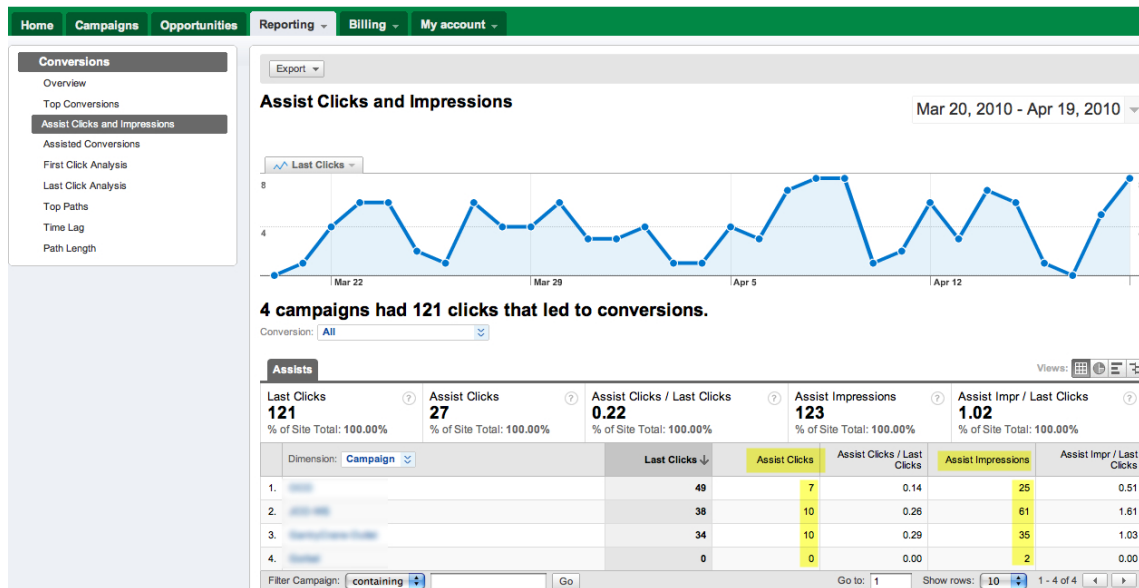 Home Campaigns Opportunities Reporting Billing My account
Conversions
Overview
Top Conversions
Assist Clicks and Impressions
Assisted Conversions
First Click Analysis
Last Click Analysis
Top Paths
Time Lag
Path Length
Export
Assist Clicks and Impressions
Mar 20, 2010 - Apr 19, 2010
Last Clicks
8
4
Mar 22 Mar 29 Apr 5 Apr 12
4 campaigns had 121 clicks that led to conversions.
Conversion: All
Assists
Views:
Last Clicks ? Assist Clicks ? Assist Clicks / Last Clicks ? Assist Impressions ? Assist Impr / Last Clicks ?
121 27 0.22 123 1.02
% of Site Total: 100.00% % of Site Total: 100.00% % of Site Total: 100.00% % of Site Total: 100.00% % of Site Total: 100.00%
Dimension: Campaign Last Clicks Assist Clicks Assist Clicks / Last Clicks Assist Impressions Assist Impr / Last Clicks
1. 49 7 0.14 25 0.51
2. 38 10 0.26 61 1.61
3. 34 10 0.29 35 1.03
4. 0 0 0.00 2 0.00
Filter Campaign: containing Go Go to: 1 Show rows: 10 1 - 4 of 4